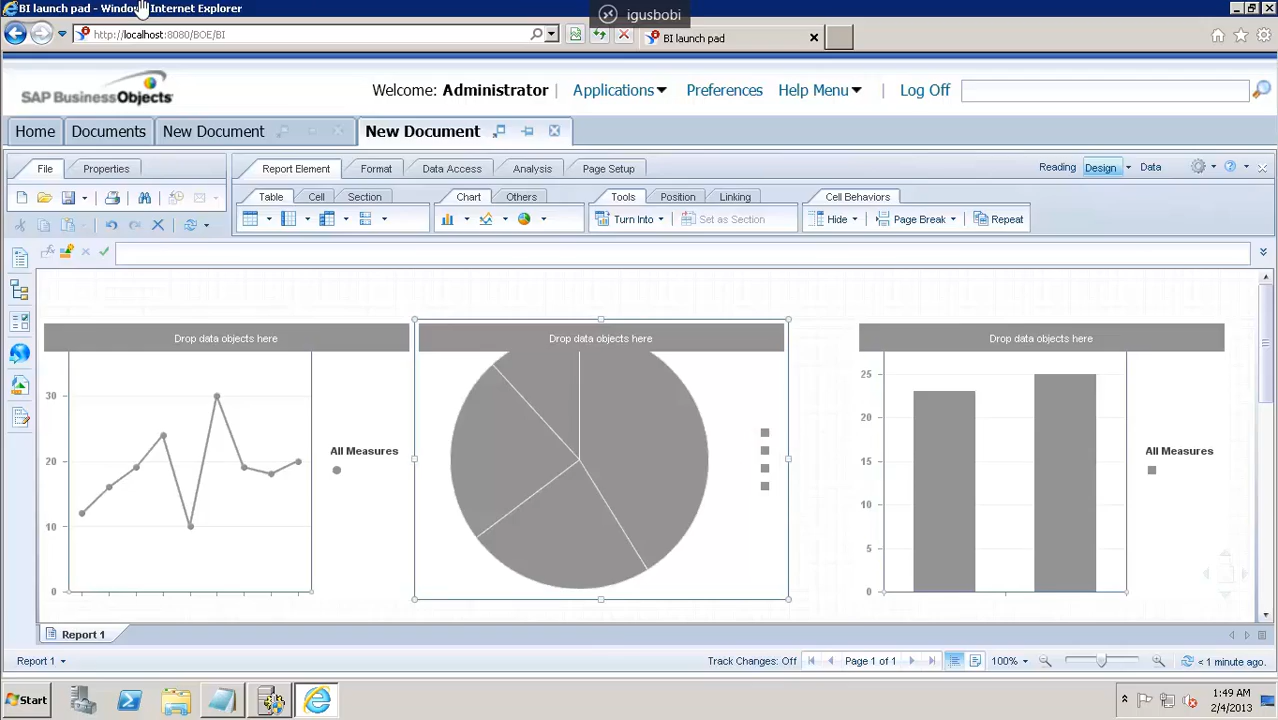 BI launch pad - Windows Internet Explorer
igusbobi
http://localhost:8080/BOE/BI
BI launch pad
SAP BusinessObjects
Welcome: Administrator | Applications Preferences Help Menu | Log Off
Home Documents New Document New Document
File Properties Report Element Format Data Access Analysis Page Setup Reading Design Data
Table Cell Section Chart Others Tools Position Linking Cell Behaviors
Turn Into Set as Section Hide Page Break Repeat
Drop data objects here
30
20
10
0
All Measures
Drop data objects here
Drop data objects here
25
20
15
10
5
0
All Measures
Report 1
Report 1 Track Changes: Off Page 1 of 1 100% < 1 minute ago.
Start
1:49 AM
2/4/2013